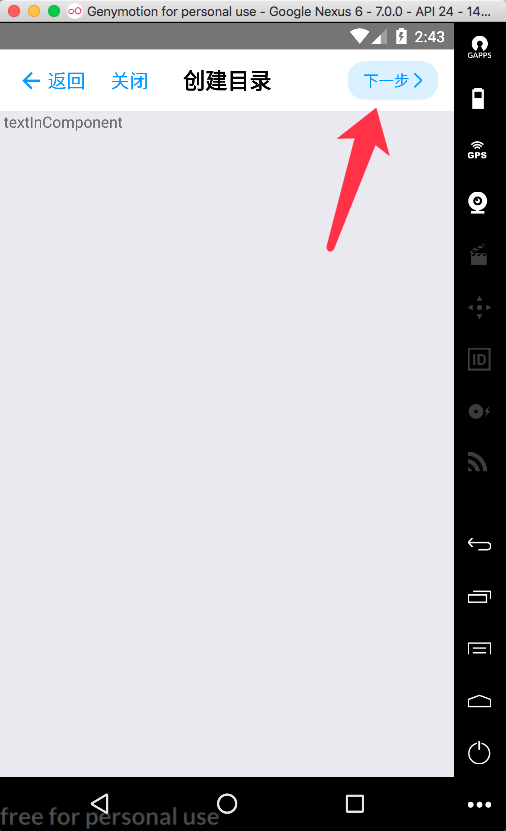 Genymotion for personal use - Google Nexus 6 - 7.0.0 - API 24 - 14...
GAPPS
2:43
返回 关闭 创建目录 下一步
textInComponent
GPS
ID
free for personal use